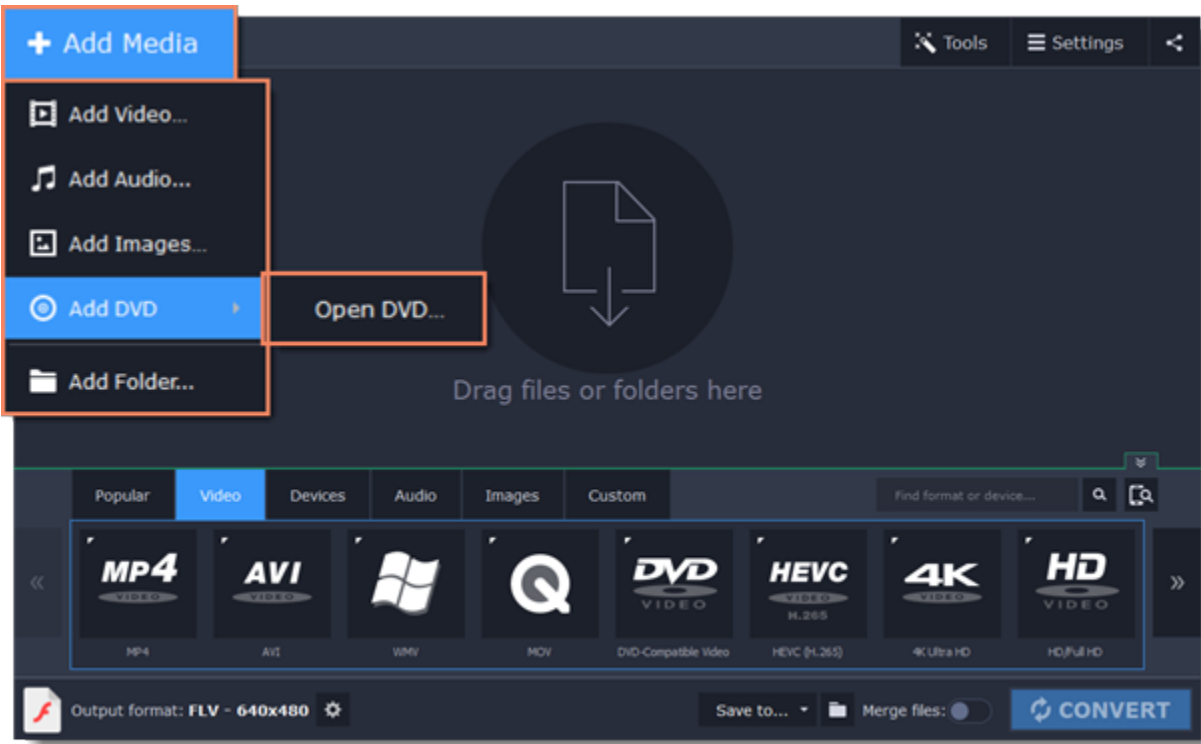 Add Media
Tools
Settings
Add Video...
Add Audio...
Add Images...
Add DVD
Open DVD...
Add Folder...
Drag files or folders here
Popular
Video
Devices
Audio
Images
Custom
Find format or device...
MP4
VIDEO
AVI
VIDEO
DVD
VIDEO
HEVC
VIDEO
H.265
4K
VIDEO
HD
VIDEO
MP4
AVI
WMV
MOV
DVD-Compatible Video
HEVC (H.265)
4K Ultra HD
HD/Full HD
Output format: FLV - 640x480
Save to...
Merge files:
CONVERT